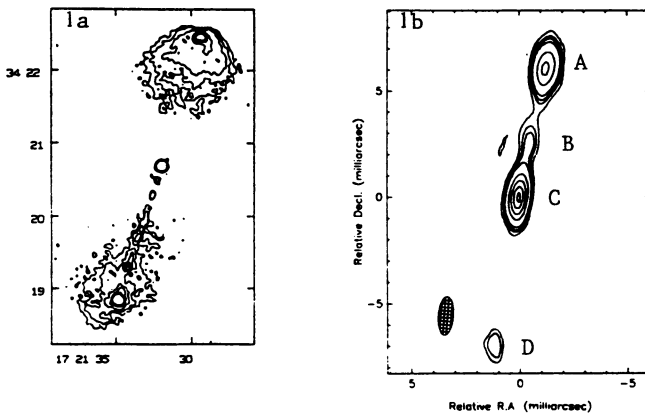 1a
34 22
21
20
19
17 21 35
30
1b
A
B
C
D
5
0
-5
5
0
-5
Relative Decl. (milliarcsec)
Relative R.A (milliarcsec)